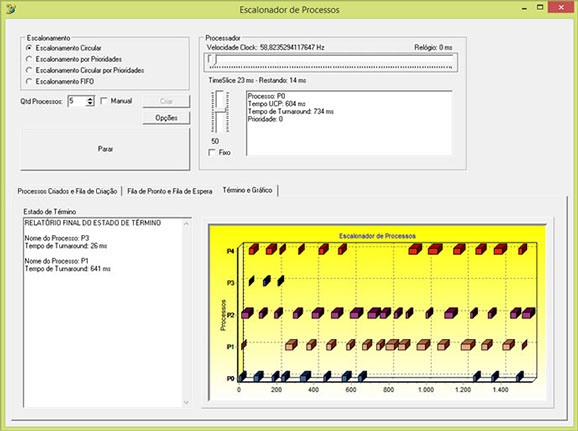 Escalonador de Processos
Escalonamento
Escalonamento Circular
Escalonamento por Prioridades
Escalonamento Circular por Prioridades
Escalonamento FIFO
Qtd Processos: 5
Manual
Criar
Opções
Parar
Processador
Velocidade Clock: 58,8235294117647 Hz
Relógio: 0 ms
TimeSlice 23 ms - Restando: 14 ms
50
Fixo
Processo: P0
Tempo UCP: 604 ms
Tempo de Turnaround: 734 ms
Prioridade: 0
Processos Criados e Fila de Criação
Fila de Pronto e Fila de Espera
Término e Gráfico
Estado de Término
RELATÓRIO FINAL DO ESTADO DE TÉRMINO
Nome do Processo: P3
Tempo de Turnaround: 26 ms
Nome do Processo: P1
Tempo de Turnaround: 641 ms
Escalonador de Processos
Processos
P4
P3
P2
P1
P0
0 200 400 600 800 1.000 1.200 1.400